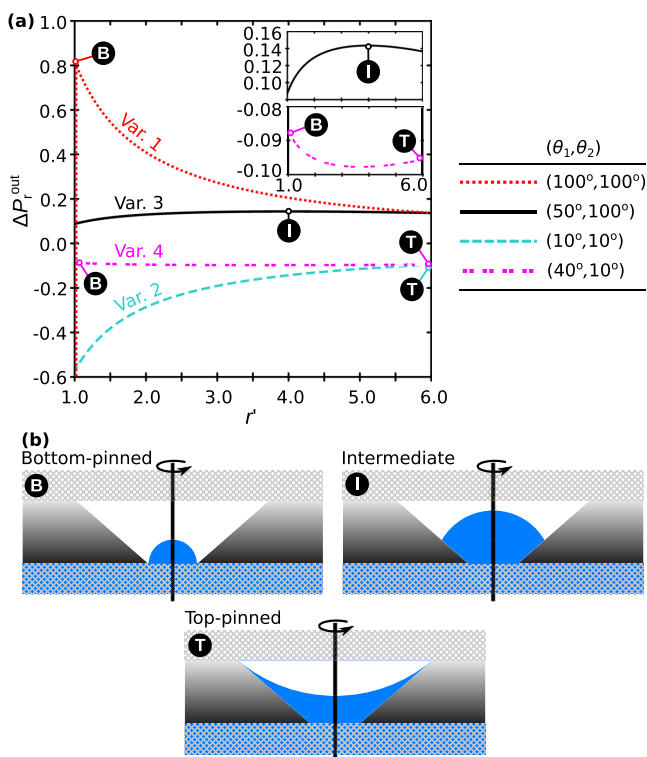 (a)
ΔP_r^out
1.0
0.8
0.6
0.4
0.2
0.0
-0.2
-0.4
-0.6
1.0 2.0 3.0 4.0 5.0 6.0
r'
B
Var. 1
Var. 3
I
Var. 4
B
T
Var. 2
T
0.16
0.14
0.12
0.10
I
-0.08
-0.09
-0.10
B
T
1.0 6.0
(θ₁,θ₂)
(100°,100°)
(50°,100°)
(10°,10°)
(40°,10°)
(b)
Bottom-pinned
B
Intermediate
I
Top-pinned
T